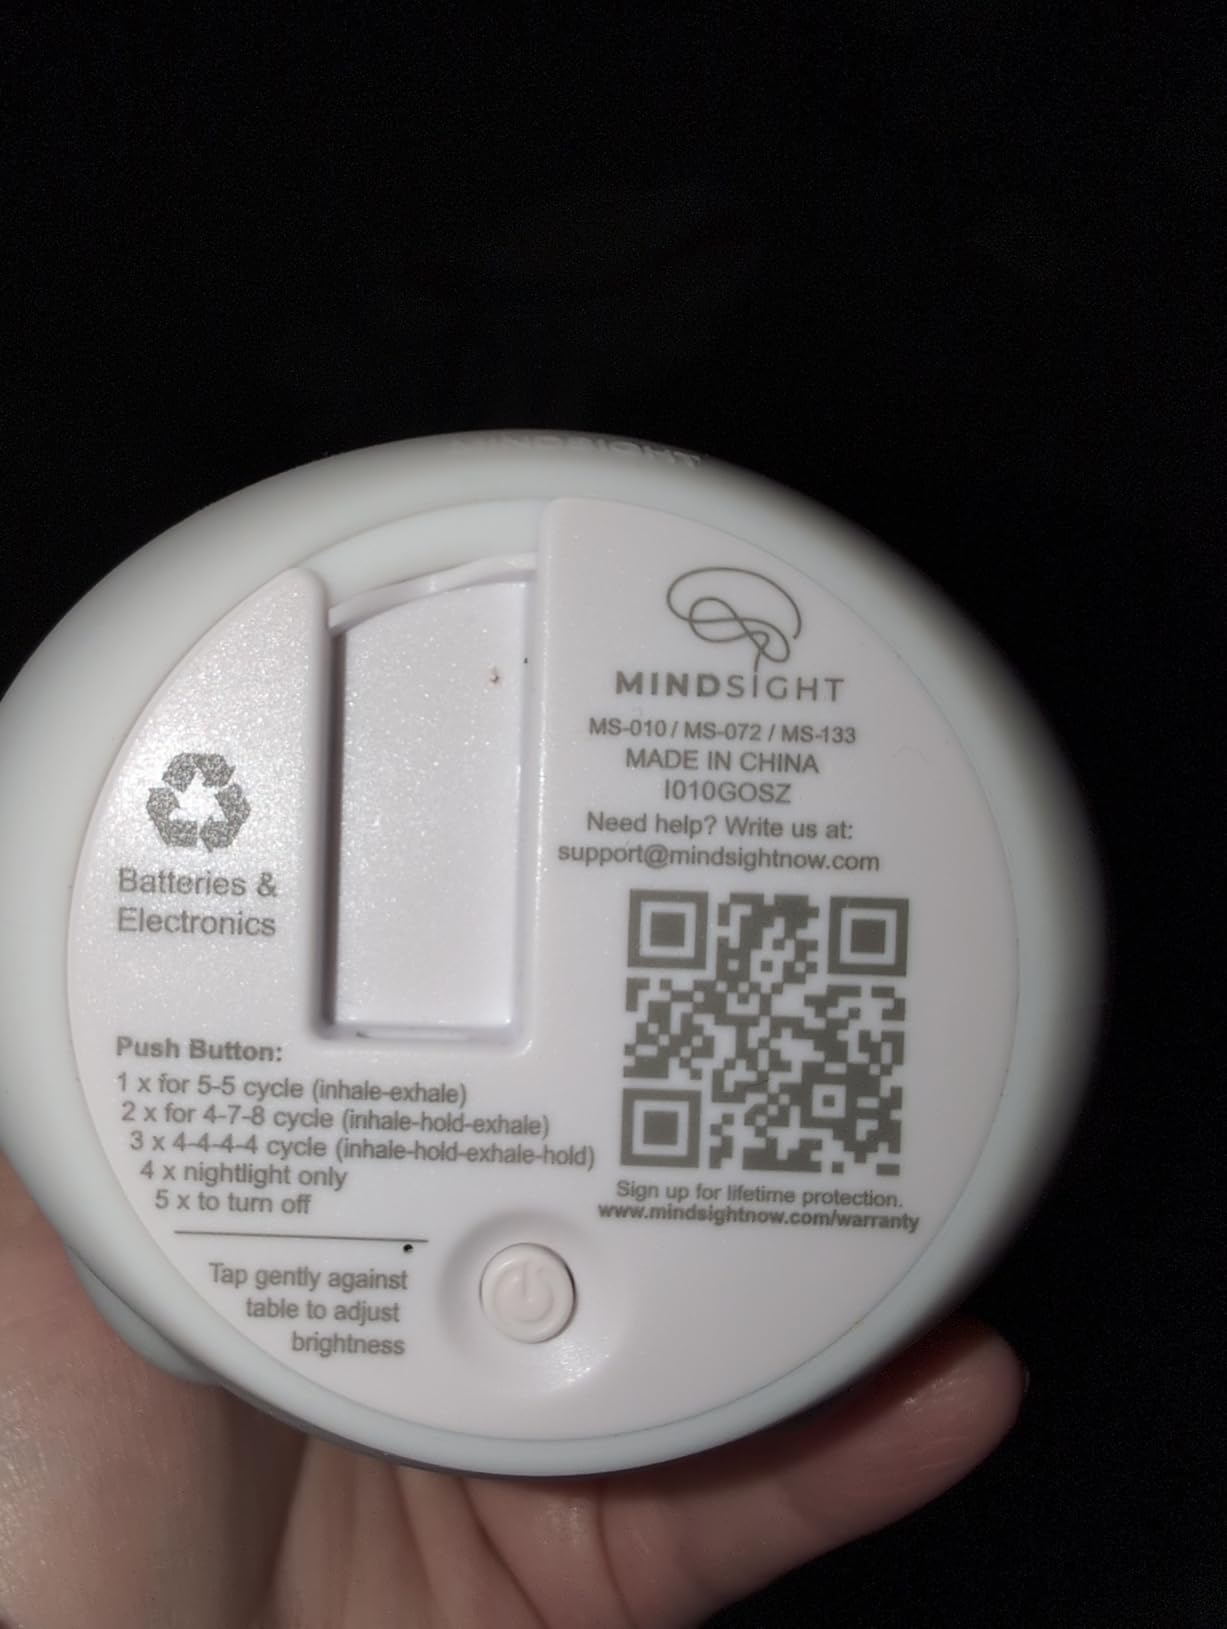 MINDSIGHT
MINDSIGHT
MS-010 / MS-072 / MS-133
MADE IN CHINA
I010GOSZ
Need help? Write us at:
support@mindsightnow.com
Sign up for lifetime protection.
www.mindsightnow.com/warranty
Batteries &
Electronics
Push Button:
1 x for 5-5 cycle (inhale-exhale)
2 x for 4-7-8 cycle (inhale-hold-exhale)
3 x 4-4-4-4 cycle (inhale-hold-exhale-hold)
4 x nightlight only
5 x to turn off
Tap gently against
table to adjust
brightness